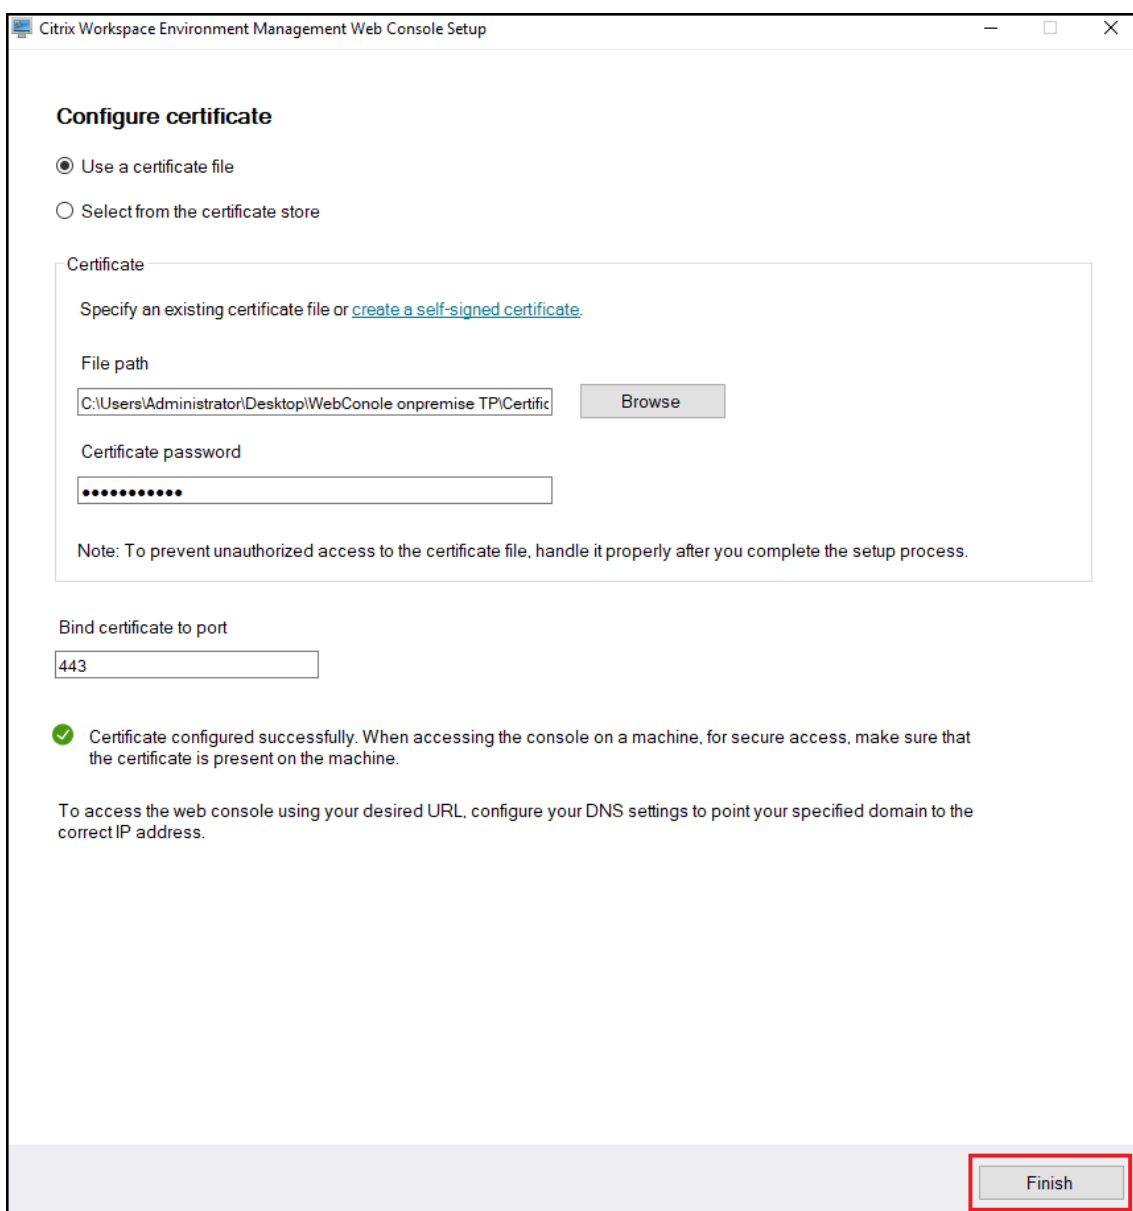 Citrix Workspace Environment Management Web Console Setup
Configure certificate
Use a certificate file
Select from the certificate store
Certificate
Specify an existing certificate file or create a self-signed certificate.
File path
C:\Users\Administrator\Desktop\WebConole onpremise TP\Certific
Browse
Certificate password
•••••••••••
Note: To prevent unauthorized access to the certificate file, handle it properly after you complete the setup process.
Bind certificate to port
443
Certificate configured successfully. When accessing the console on a machine, for secure access, make sure that
the certificate is present on the machine.
To access the web console using your desired URL, configure your DNS settings to point your specified domain to the
correct IP address.
Finish